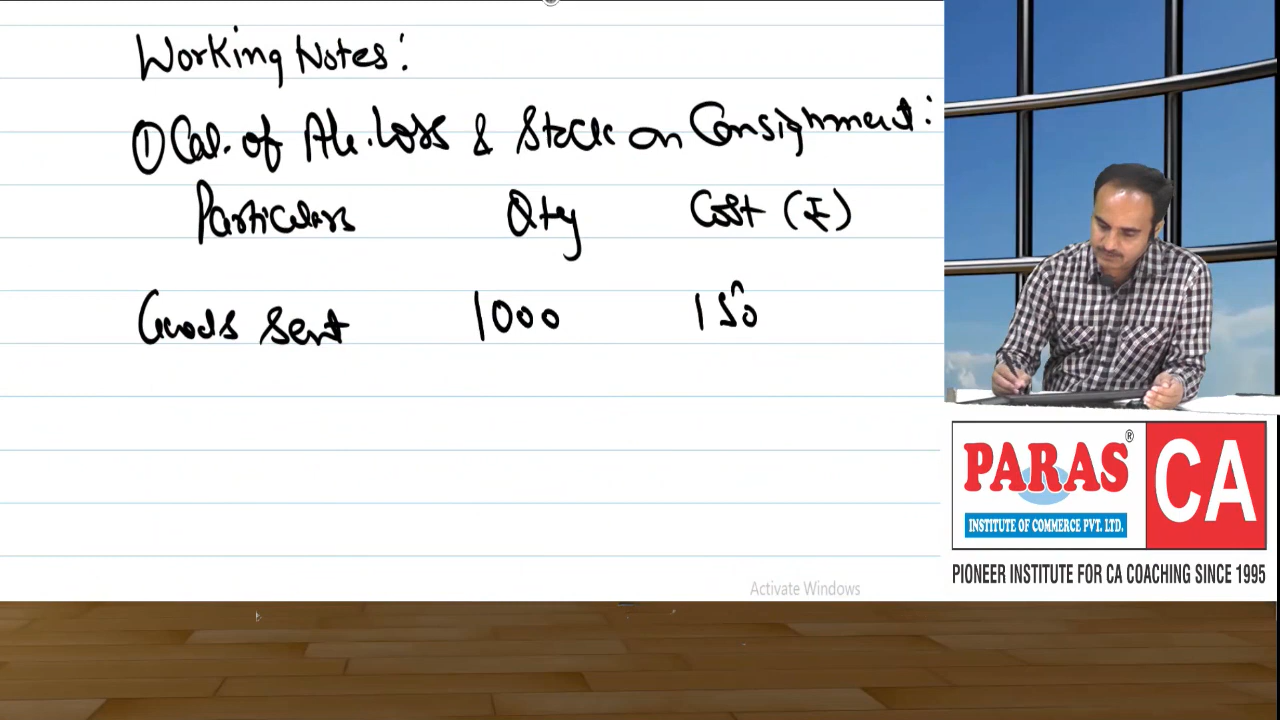 Working Notes:
① Cal. of Ab. Loss & Stock on Consignment:
Particulars Qty Cost (₹)
Goods Sent 1000 150
PARAS®
INSTITUTE OF COMMERCE PVT. LTD.
CA
PIONEER INSTITUTE FOR CA COACHING SINCE 1995
Activate Windows